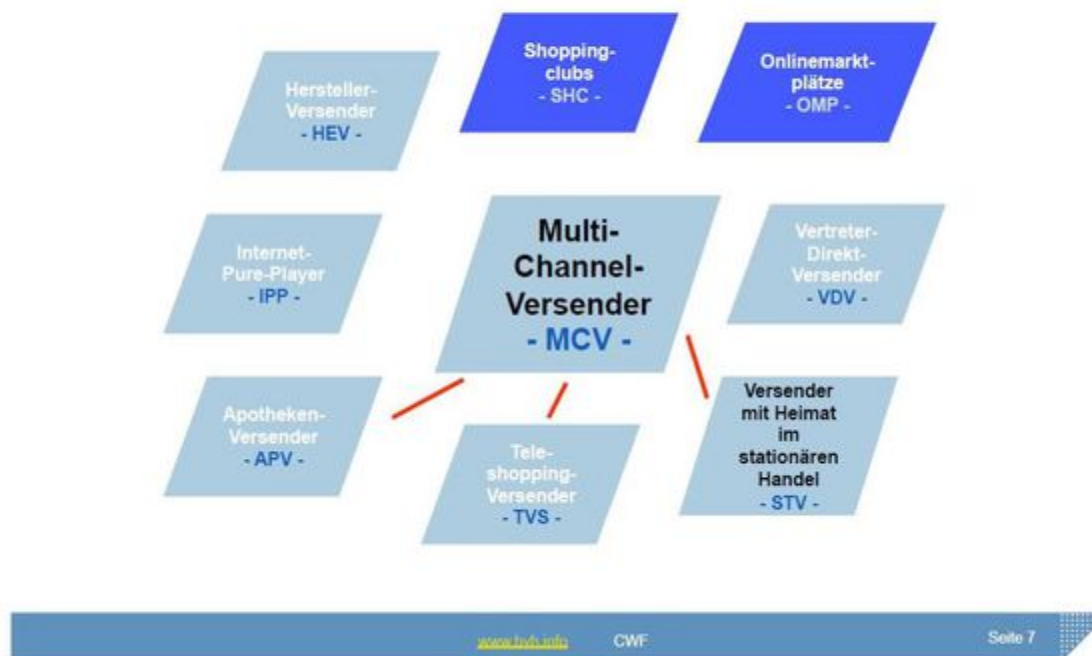 Hersteller-
Versender
- HEV -
Shopping-
clubs
- SHC -
Onlinemarkt-
plätze
- OMP -
Internet-
Pure-Player
- IPP -
Multi-
Channel-
Versender
- MCV -
Vertreter-
Direkt-
Versender
- VDV -
Apotheken-
Versender
- APV -
Tele-
shopping-
Versender
- TVS -
Versender
mit Heimat
im
stationären
Handel
- STV -
www.bvh.info CWF Seite 7